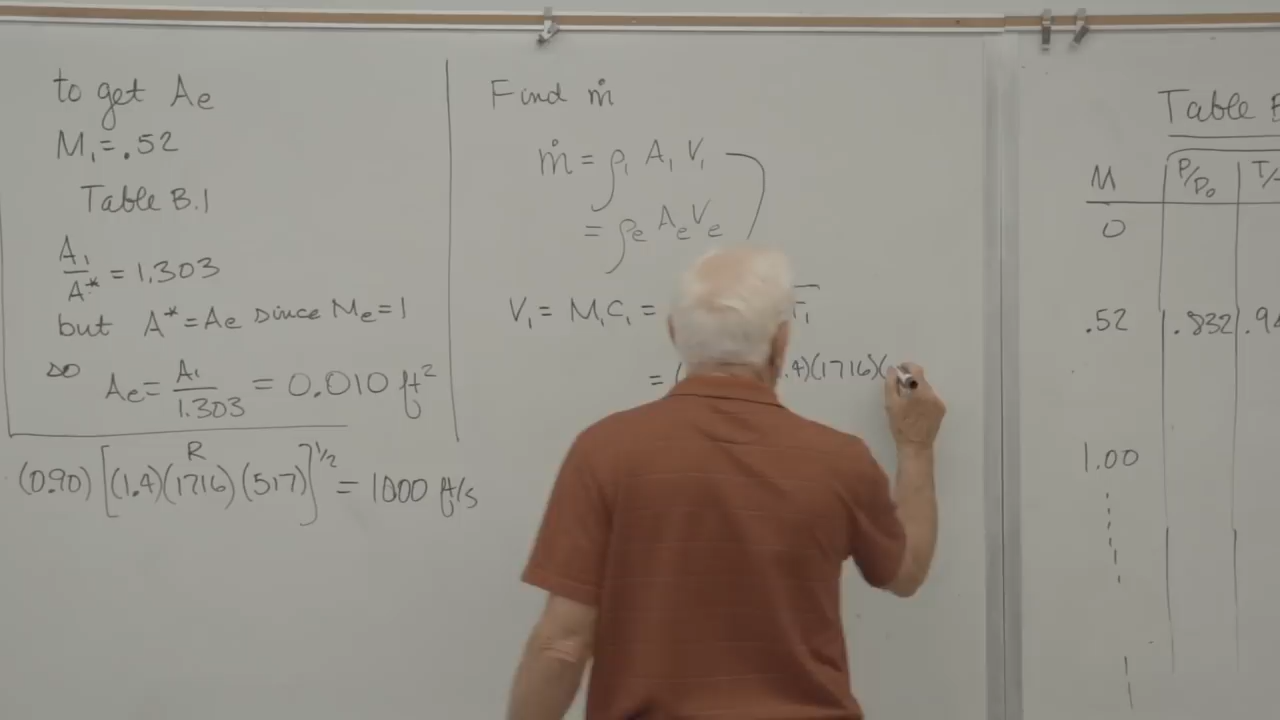 to get Ae
M₁ = .52
Table B.1
A₁/A* = 1.303
but A* = Ae since Me = 1
so Ae = A₁/1.303 = 0.010 ft²
R
(0.90) [(1.4)(1716)(517)]^1/2 = 1000 ft/s
Find ṁ
ṁ = ρ₁ A₁ V₁
= ρe Ae Ve
V₁ = M₁C₁ = T₁
= ( .4)(1716)(
Table
M P/P₀ T/
0
.52 .832 .9
1.00